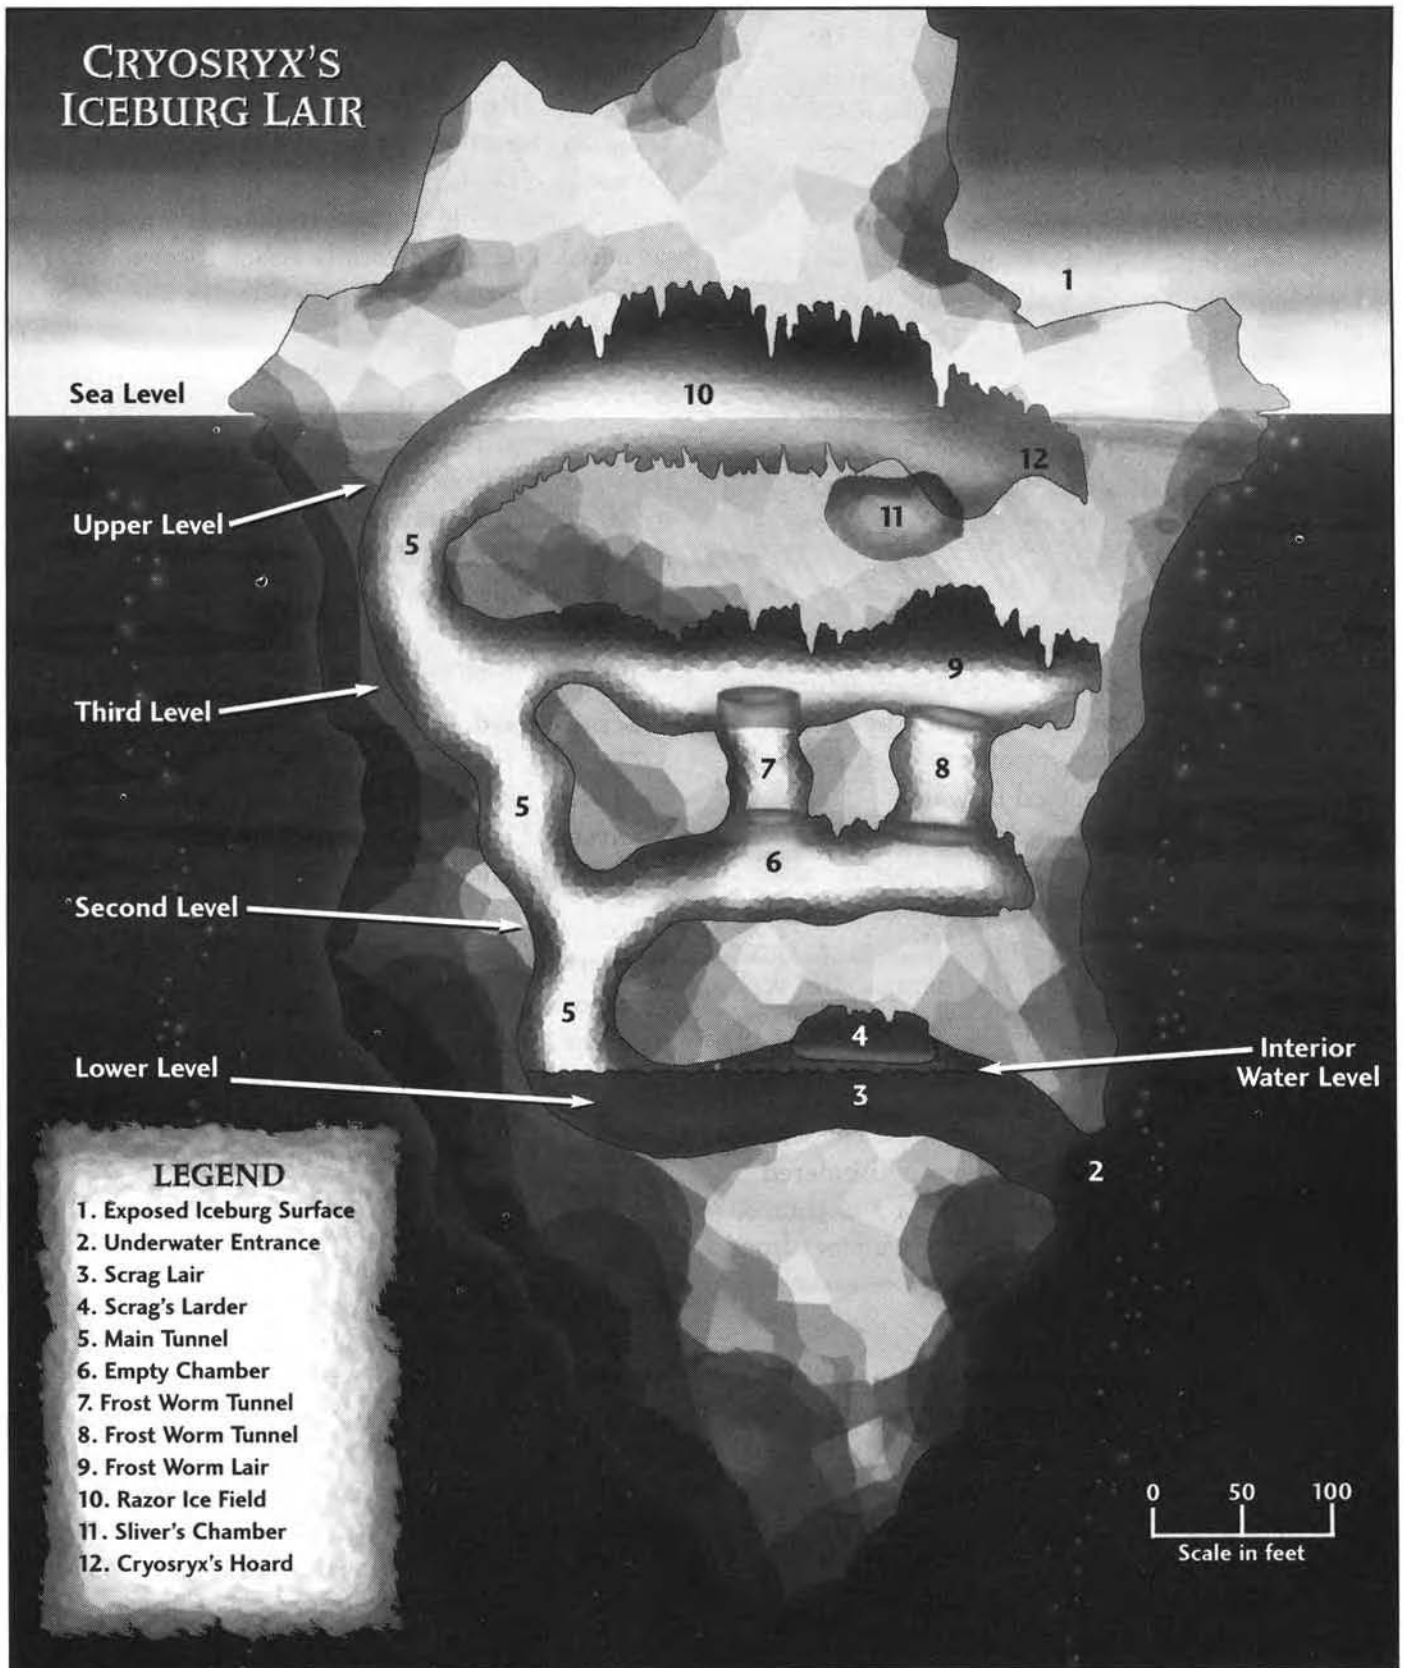 CRYOSRYX'S
ICEBURG LAIR
1
Sea Level
10
12
Upper Level
11
5
9
Third Level
7
8
5
6
Second Level
5
4
Interior
Water Level
Lower Level
3
2
LEGEND
1. Exposed Iceburg Surface
2. Underwater Entrance
3. Scrag Lair
4. Scrag's Larder
5. Main Tunnel
6. Empty Chamber
7. Frost Worm Tunnel
8. Frost Worm Tunnel
9. Frost Worm Lair
10. Razor Ice Field
11. Sliver's Chamber
12. Cryosryx's Hoard
0 50 100
Scale in feet